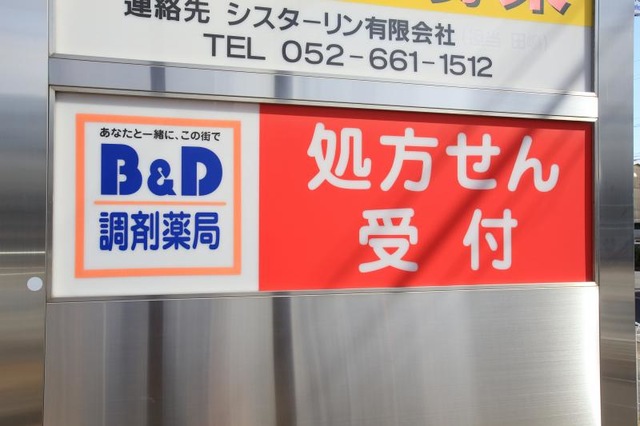 連絡先 シスターリン有限会社
TEL 052-661-1512
あなたと一緒に、この街で
B&D
調剤薬局
処方せん
受付